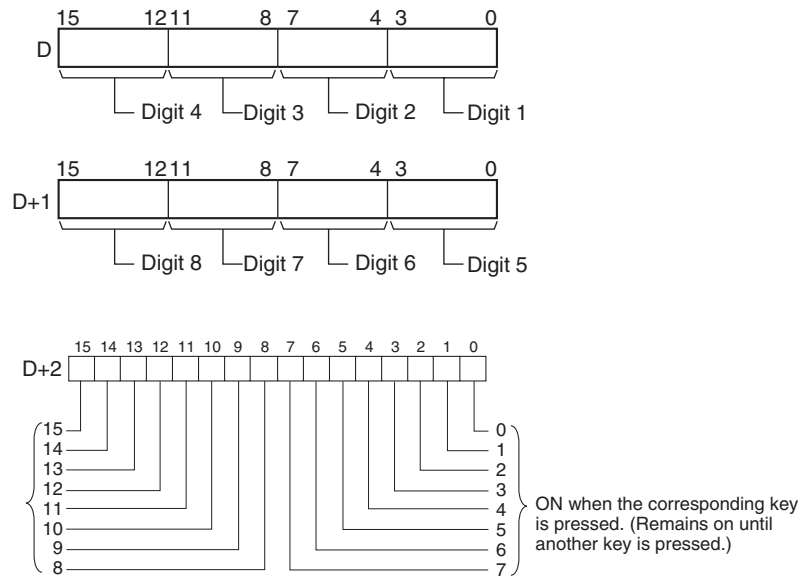 15 12 11 8 7 4 3 0
D
Digit 4 Digit 3 Digit 2 Digit 1
15 12 11 8 7 4 3 0
D+1
Digit 8 Digit 7 Digit 6 Digit 5
15 14 13 12 11 10 9 8 7 6 5 4 3 2 1 0
D+2
15 0
14 1
13 2
12 3
11 4
10 5
9 6
8 7
ON when the corresponding key
is pressed. (Remains on until
another key is pressed.)